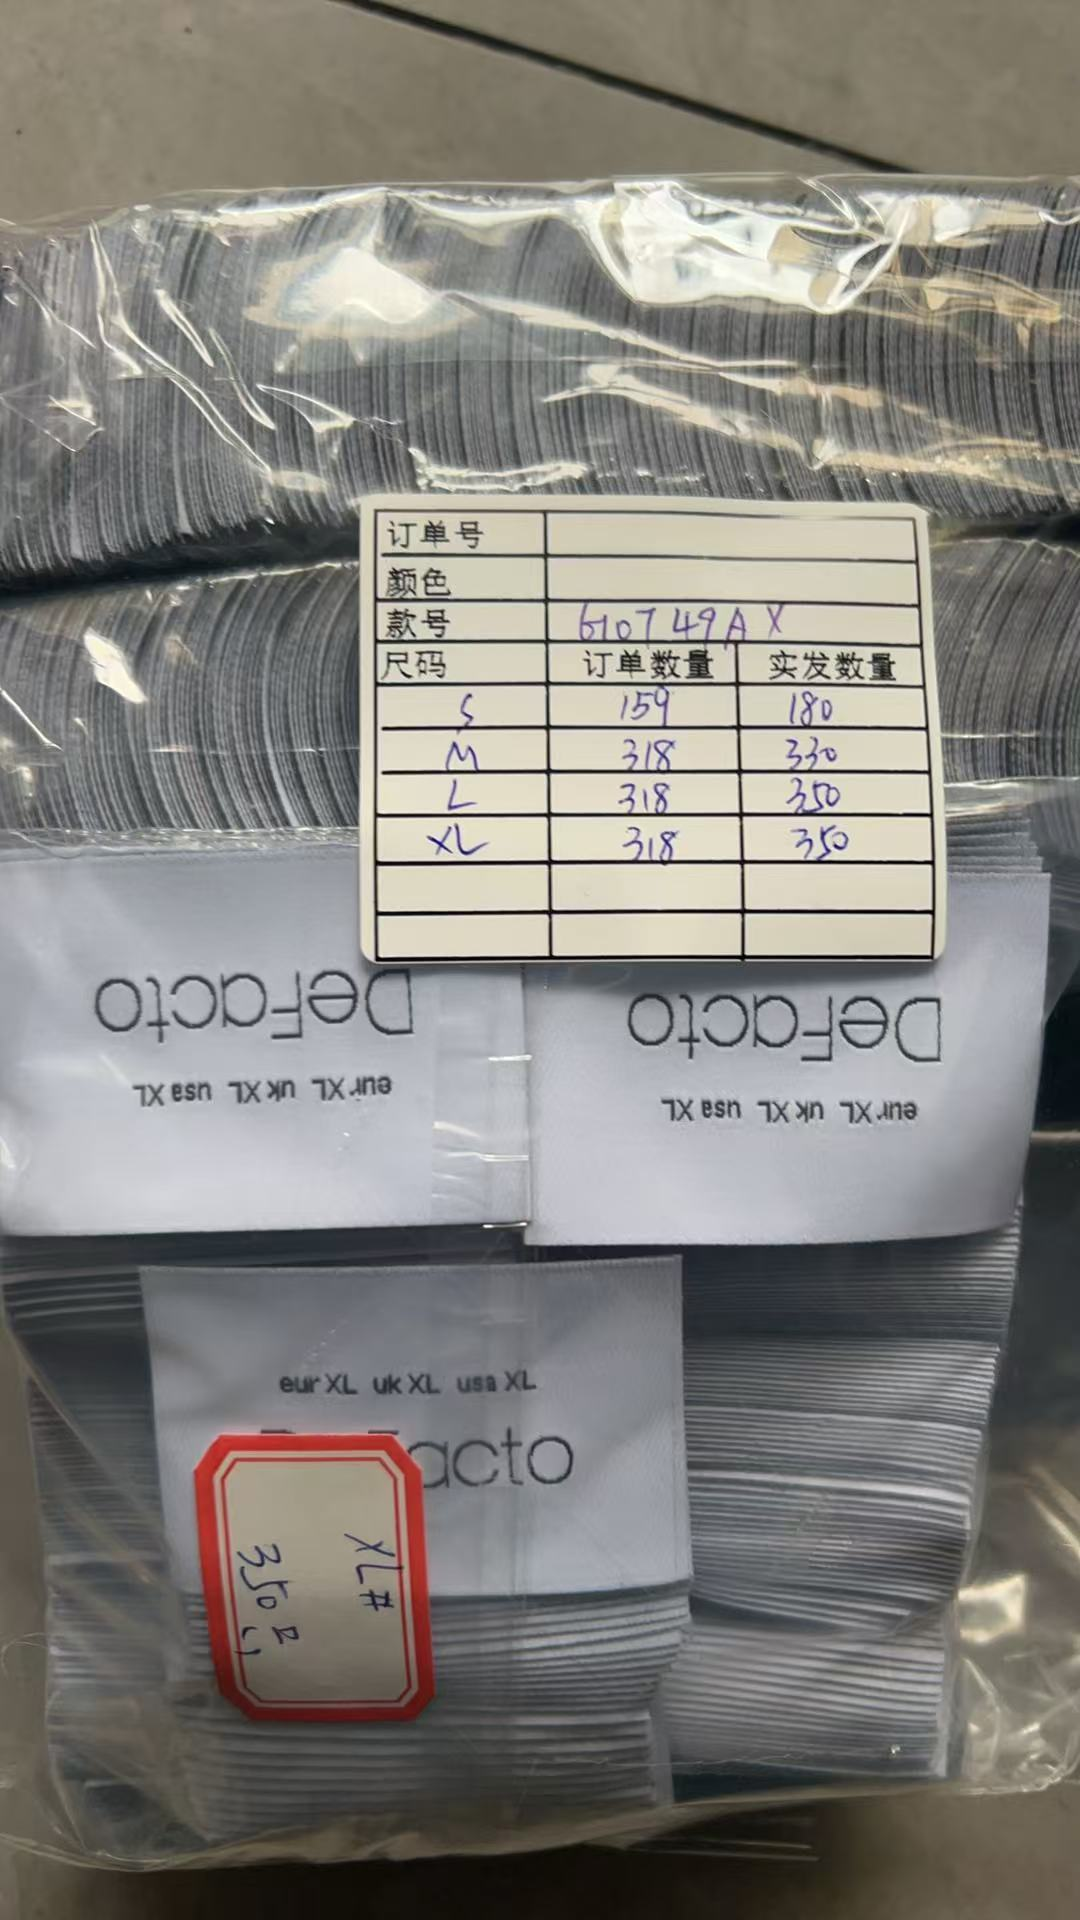 订单号
颜色
款号 610749AX
尺码 订单数量 实发数量
S 159 180
M 318 330
L 318 350
XL 318 350
DeFacto
eur XL uk XL usa XL
DeFacto
eur XL uk XL usa XL
eur XL uk XL usa XL
acto
XL#
350